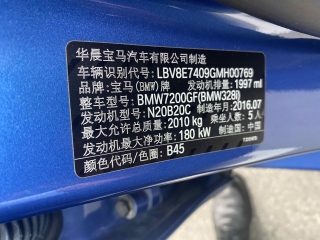 华晨宝马汽车有限公司制造
车辆识别代号: LBV8E7409GMH00769
品牌: 宝马(BMW)牌 发动机排量: 1997 ml
整车型号: BMW7200GF(BMW328i)
发动机型号: N20B20C 制造年月: 2016.07
最大允许总质量: 2010 kg 乘坐人数: 5 人
发动机最大净功率: 180 kW 制造国: 中国
颜色代码/色圈: B45